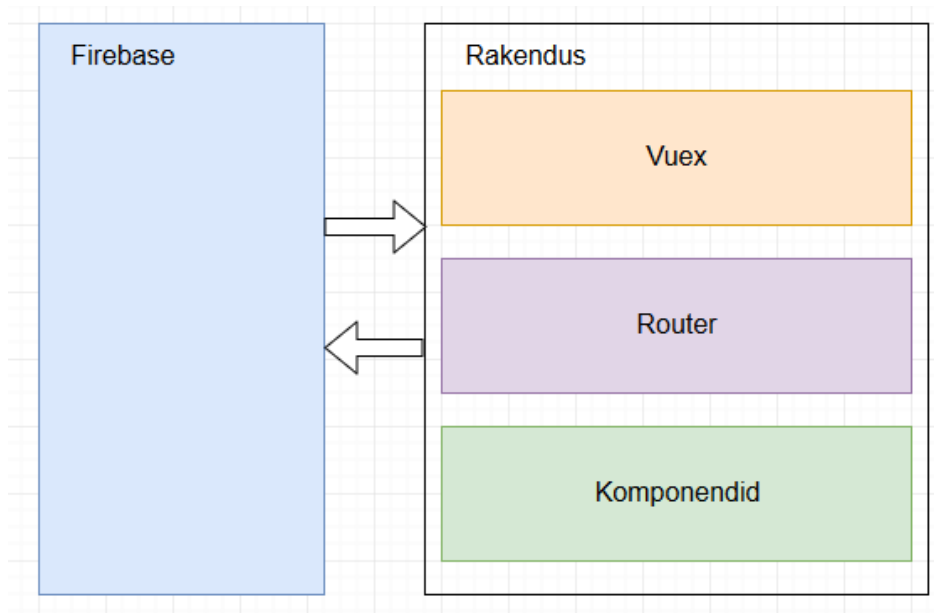 Firebase
Rakendus
Vuex
Router
Komponendid